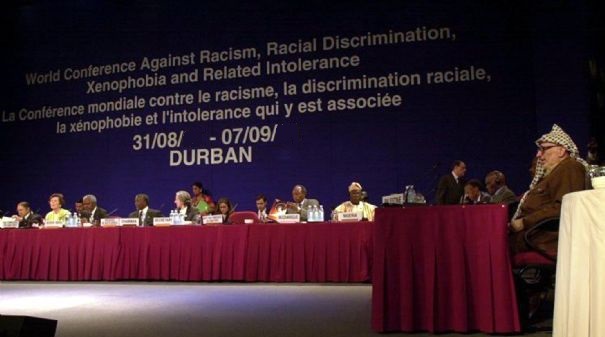 World Conference Against Racism, Racial Discrimination,
Xenophobia and Related Intolerance
La Conférence mondiale contre le racisme, la discrimination raciale,
la xénophobie et l'intolerance qui y est associée
31/08/ - 07/09/
DURBAN